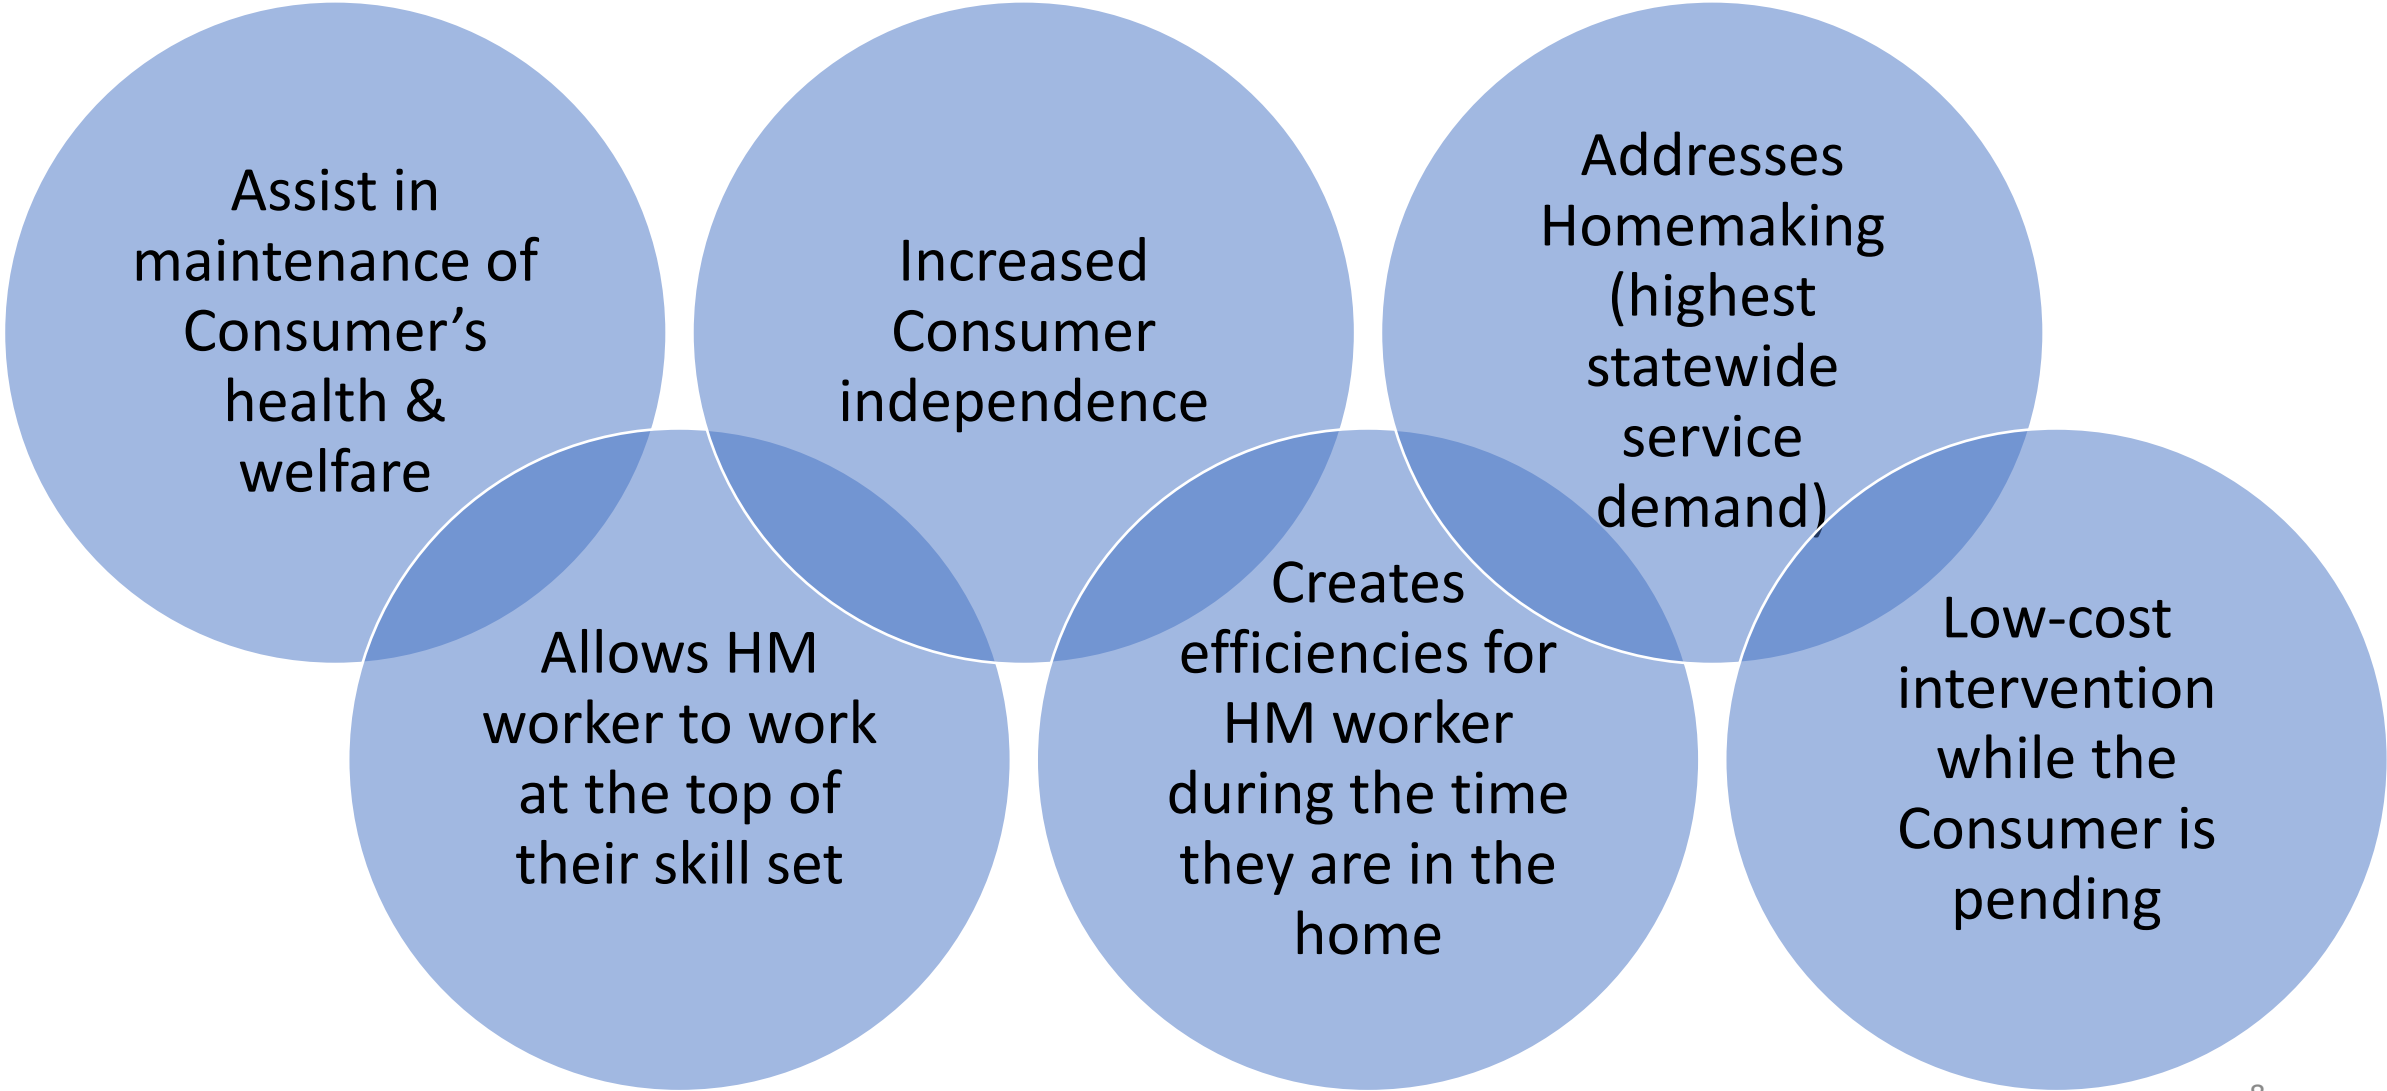 Assist in
maintenance of
Consumer’s
health &
welfare
Allows HM
worker to work
at the top of
their skill set
Increased
Consumer
independence
Creates
efficiencies for
HM worker
during the time
they are in the
home
Addresses
Homemaking
(highest
statewide
service
demand)
Low-cost
intervention
while the
Consumer is
pending